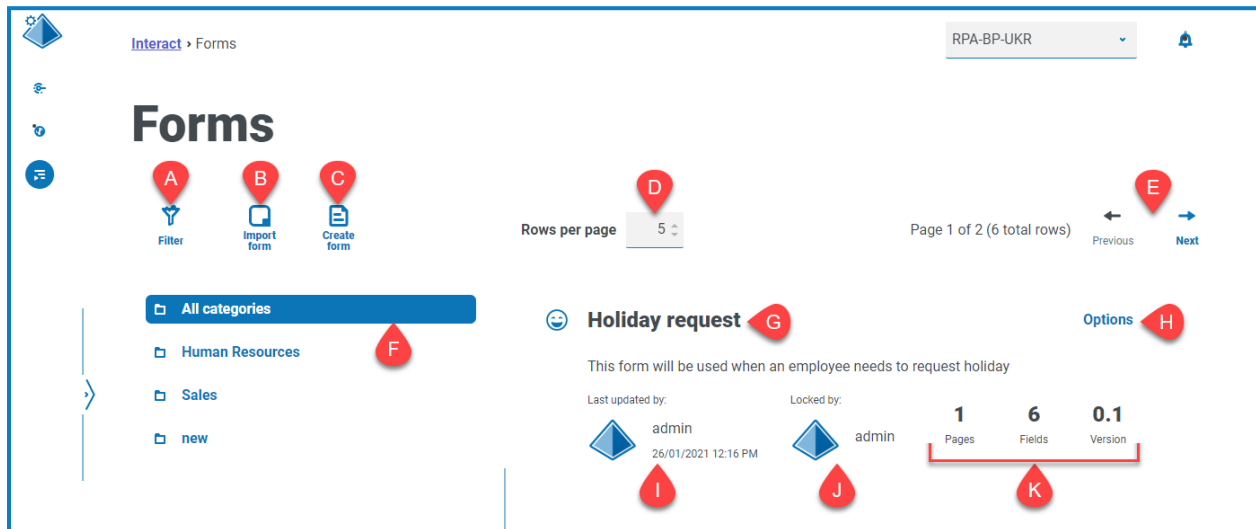 Interact › Forms
RPA-BP-UKR
Forms
A
B
C
D
E
Filter
Import
form
Create
form
Rows per page 5
Page 1 of 2 (6 total rows)
Previous
Next
All categories
F
Human Resources
Sales
new
Holiday request
G
Options
H
This form will be used when an employee needs to request holiday
Last updated by:
admin
26/01/2021 12:16 PM
I
Locked by:
admin
J
1
Pages
6
Fields
0.1
Version
K